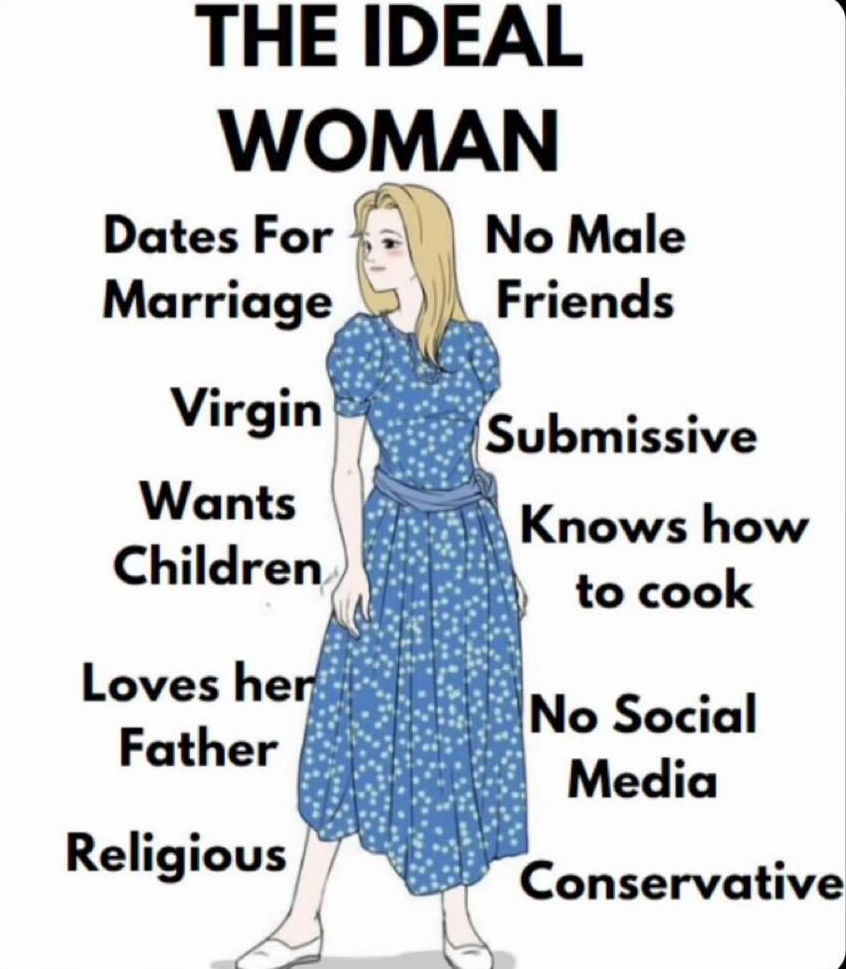 THE IDEAL
WOMAN
Dates For
Marriage
No Male
Friends
Virgin
Submissive
Wants
Children
Knows how
to cook
Loves her
Father
No Social
Media
Religious
Conservative